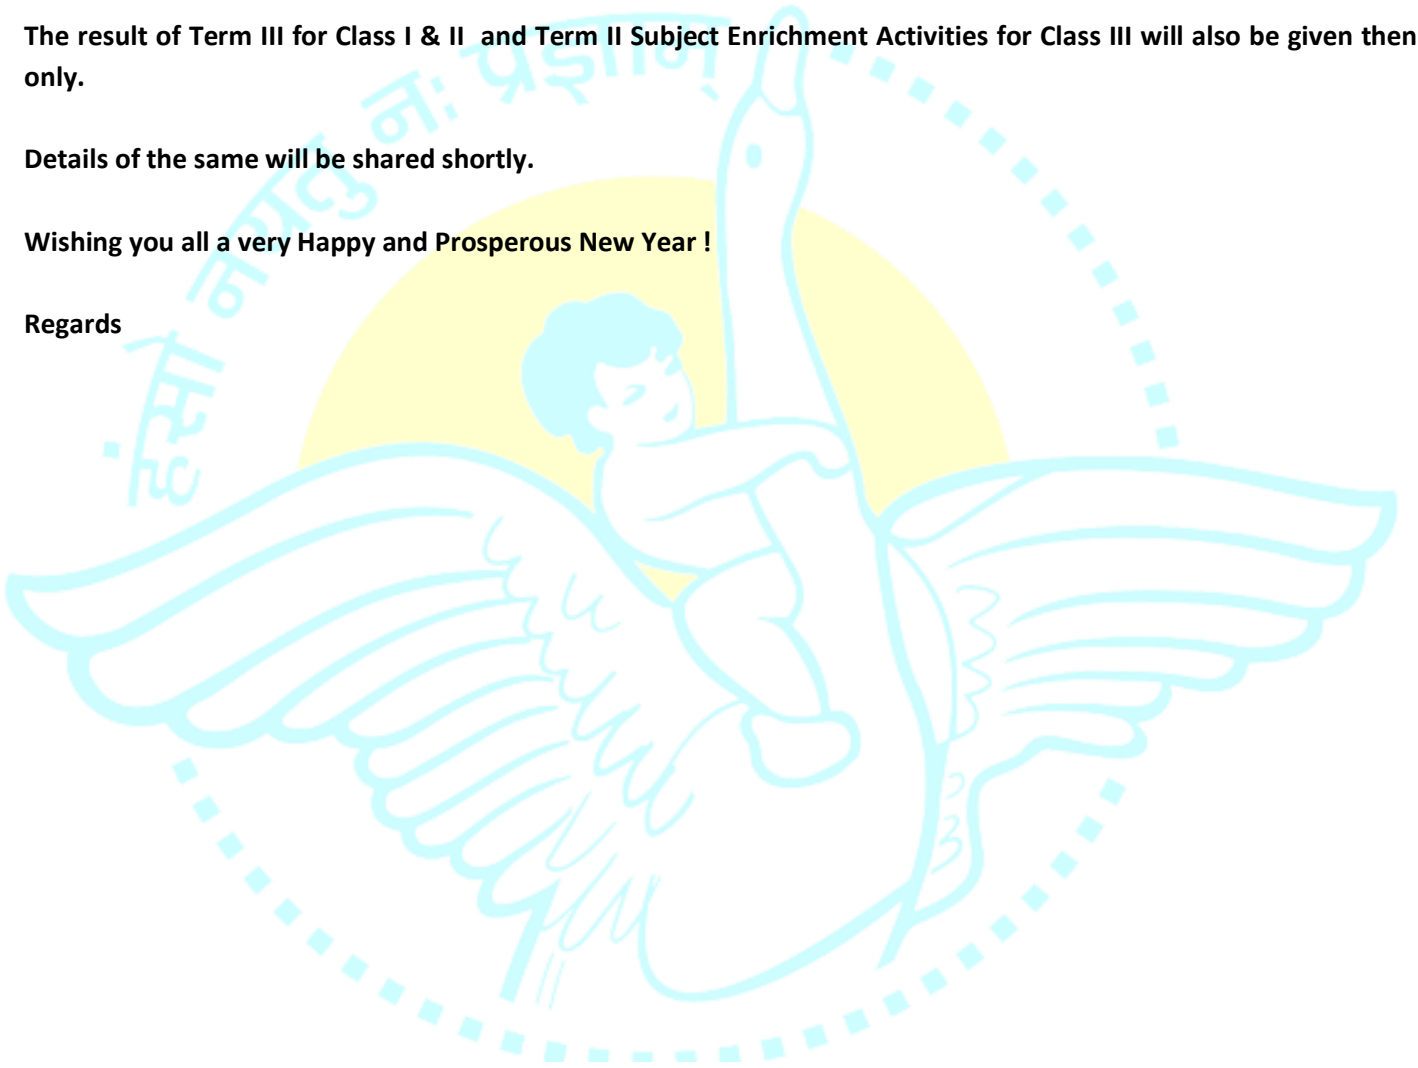 The result of Term III for Class I & II and Term II Subject Enrichment Activities for Class III will also be given then
only.
Details of the same will be shared shortly.
Wishing you all a very Happy and Prosperous New Year !
Regards
हंसो नयतु नः प्रज्ञान्